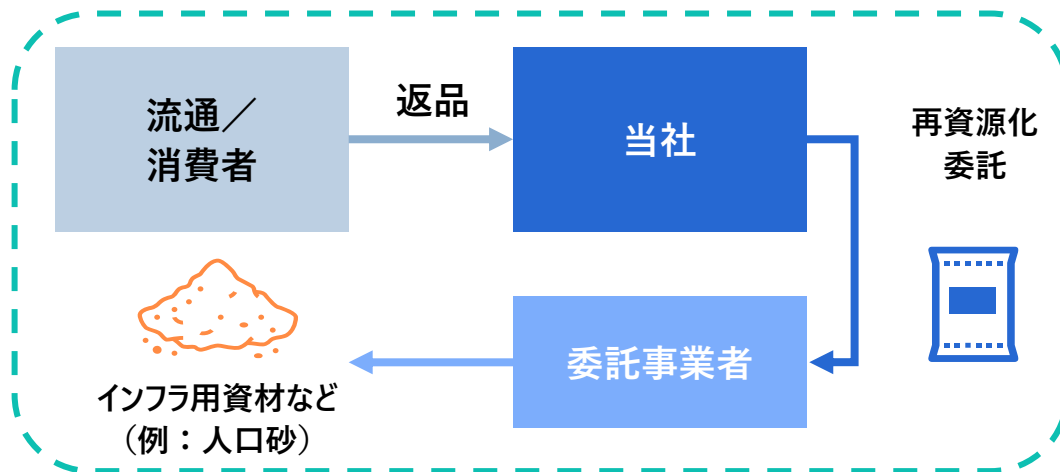 流通／
消費者
返品
当社
再資源化
委託
委託事業者
インフラ用資材など
（例：人口砂）